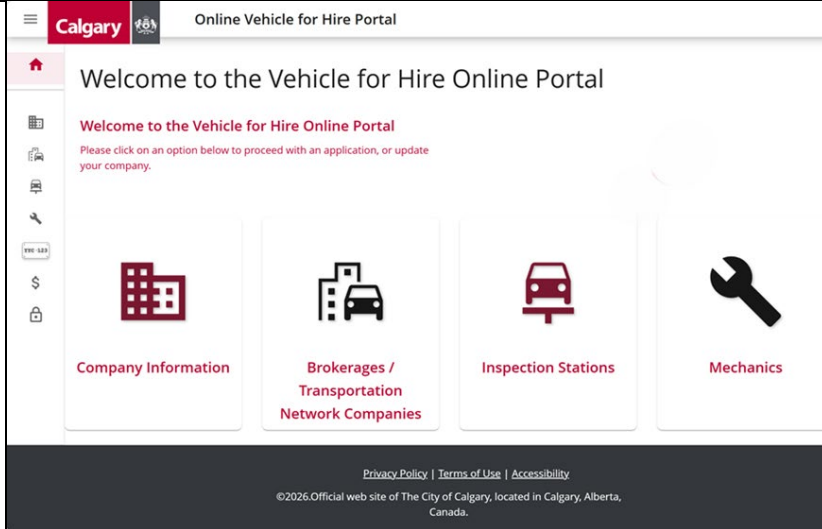 Calgary
Online Vehicle for Hire Portal
Welcome to the Vehicle for Hire Online Portal
Welcome to the Vehicle for Hire Online Portal
Please click on an option below to proceed with an application, or update
your company.
YYC-123
$
Company Information
Brokerages /
Transportation
Network Companies
Inspection Stations
Mechanics
Privacy Policy | Terms of Use | Accessibility
©2026.Official web site of The City of Calgary, located in Calgary, Alberta,
Canada.